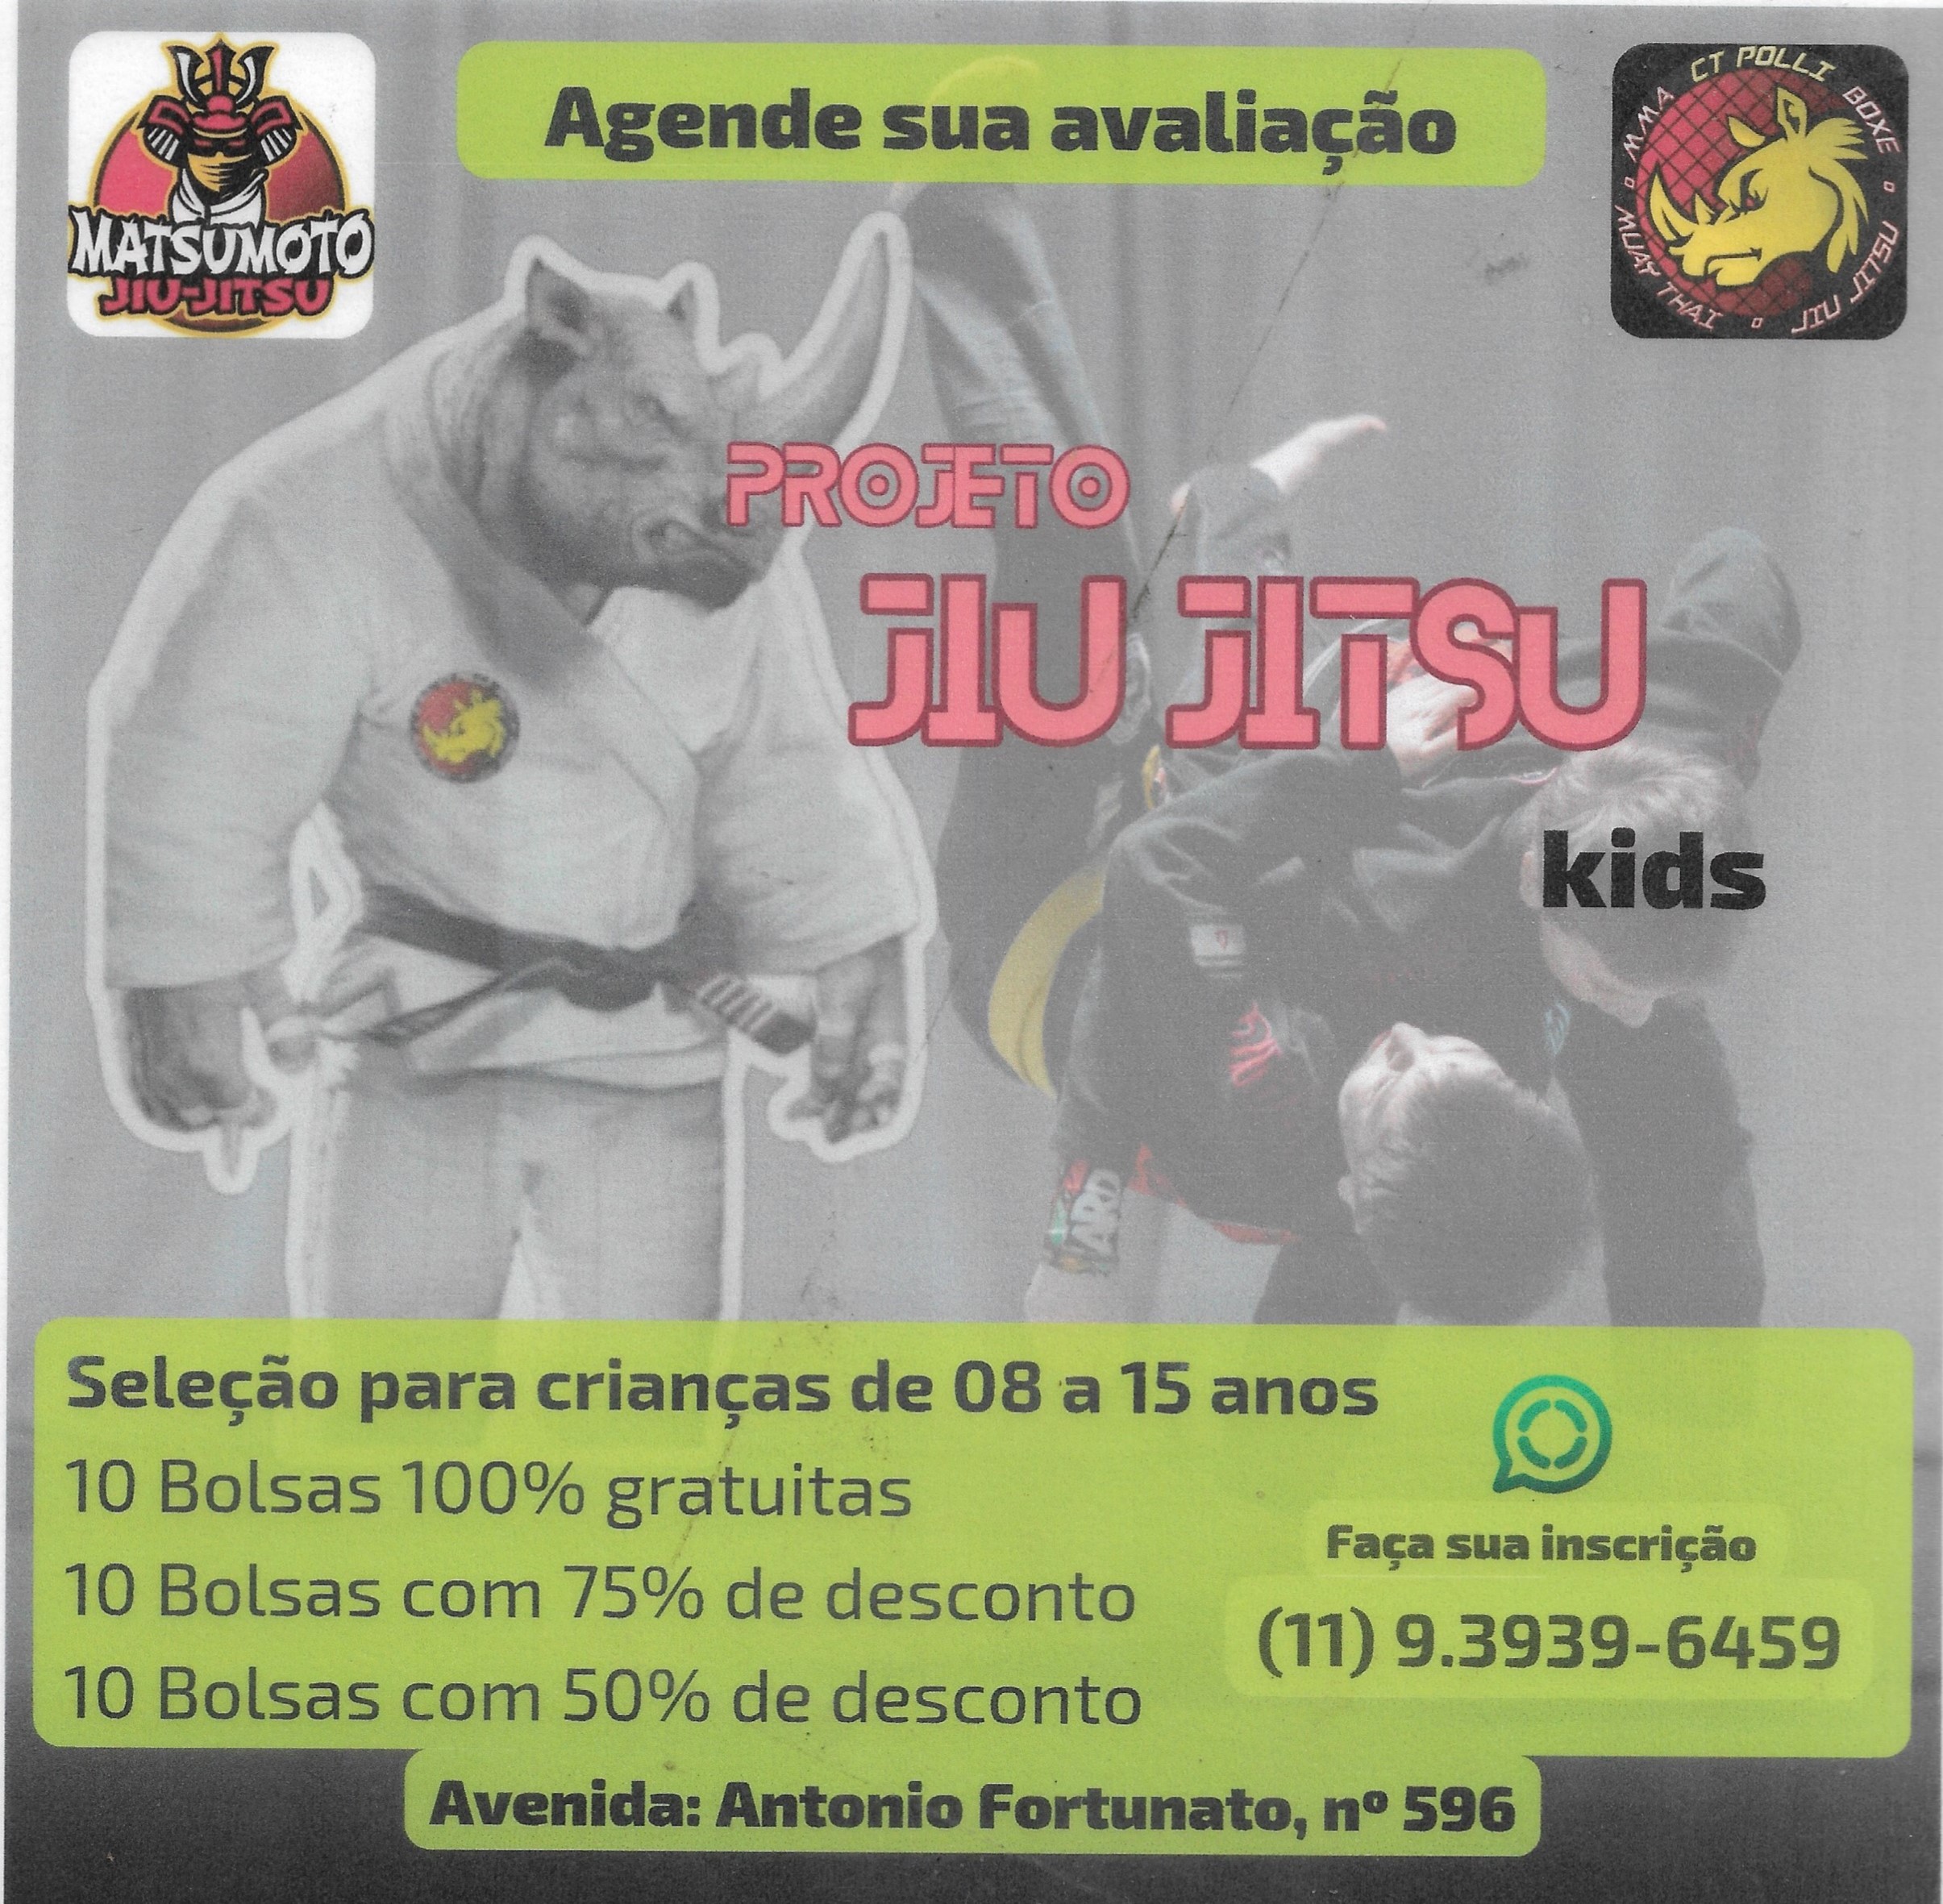 Agende sua avaliação
MATSUMOTO
JIU-JITSU
CT POLLI
BOXE
JIU JITSU
MUAY THAI
MMA
PROJETO
JIU JITSU
kids
ARD
Seleção para crianças de 08 a 15 anos
10 Bolsas 100% gratuitas
10 Bolsas com 75% de desconto
10 Bolsas com 50% de desconto
Faça sua inscrição
(11) 9.3939-6459
Avenida: Antonio Fortunato, nº 596